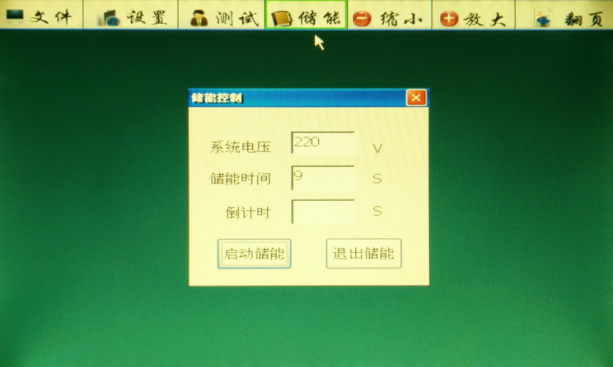 文件 设置 测试 储能 缩小 放大 翻页
储能控制
系统电压 220 V
储能时间 9 S
倒计时 S
启动储能 退出储能